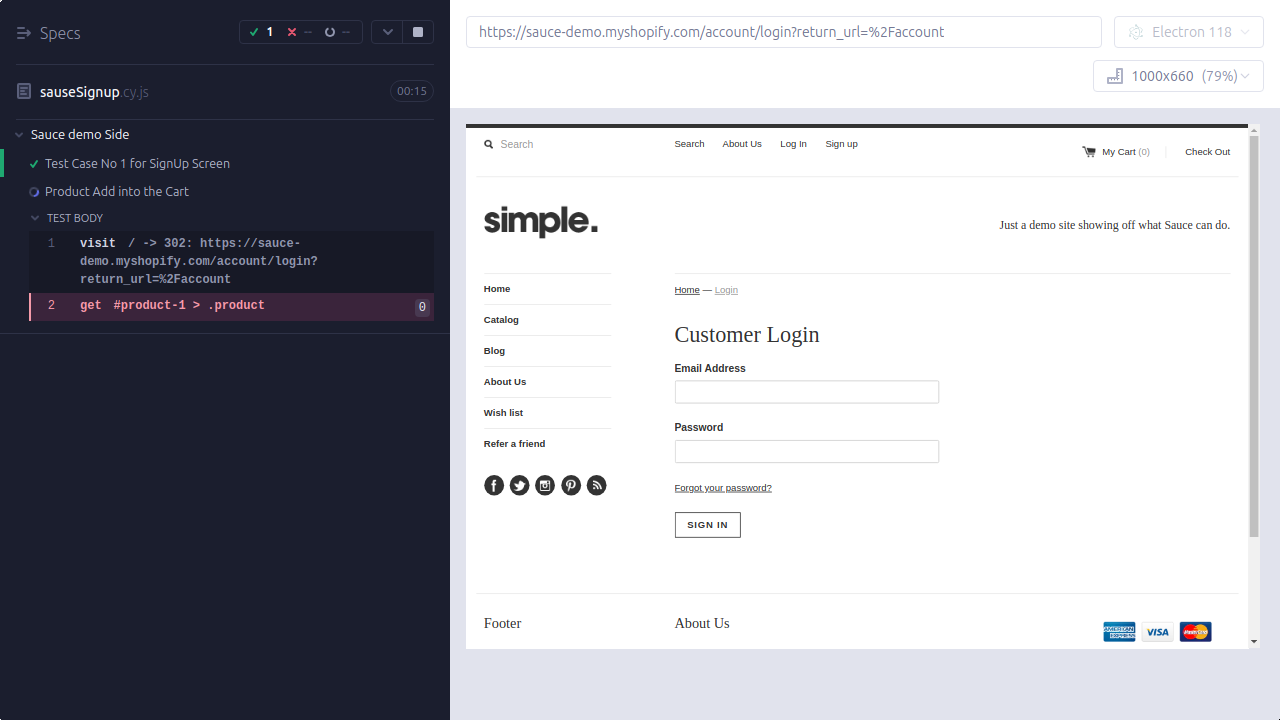 Specs
1
--
--
sauseSignup.cy.js
00:15
Sauce demo Side
Test Case No 1 for SignUp Screen
Product Add into the Cart
TEST BODY
1 visit / -> 302: https://sauce-
demo.myshopify.com/account/login?
return_url=%2Faccount
2 get #product-1 > .product 0
https://sauce-demo.myshopify.com/account/login?return_url=%2Faccount
Electron 118
1000x660 (79%)
Search
Search About Us Log In Sign up
My Cart (0) Check Out
simple.
Just a demo site showing off what Sauce can do.
Home
Catalog
Blog
About Us
Wish list
Refer a friend
Home — Login
Customer Login
Email Address
Password
Forgot your password?
SIGN IN
Footer
About Us
AMERICAN EXPRESS
VISA
MasterCard